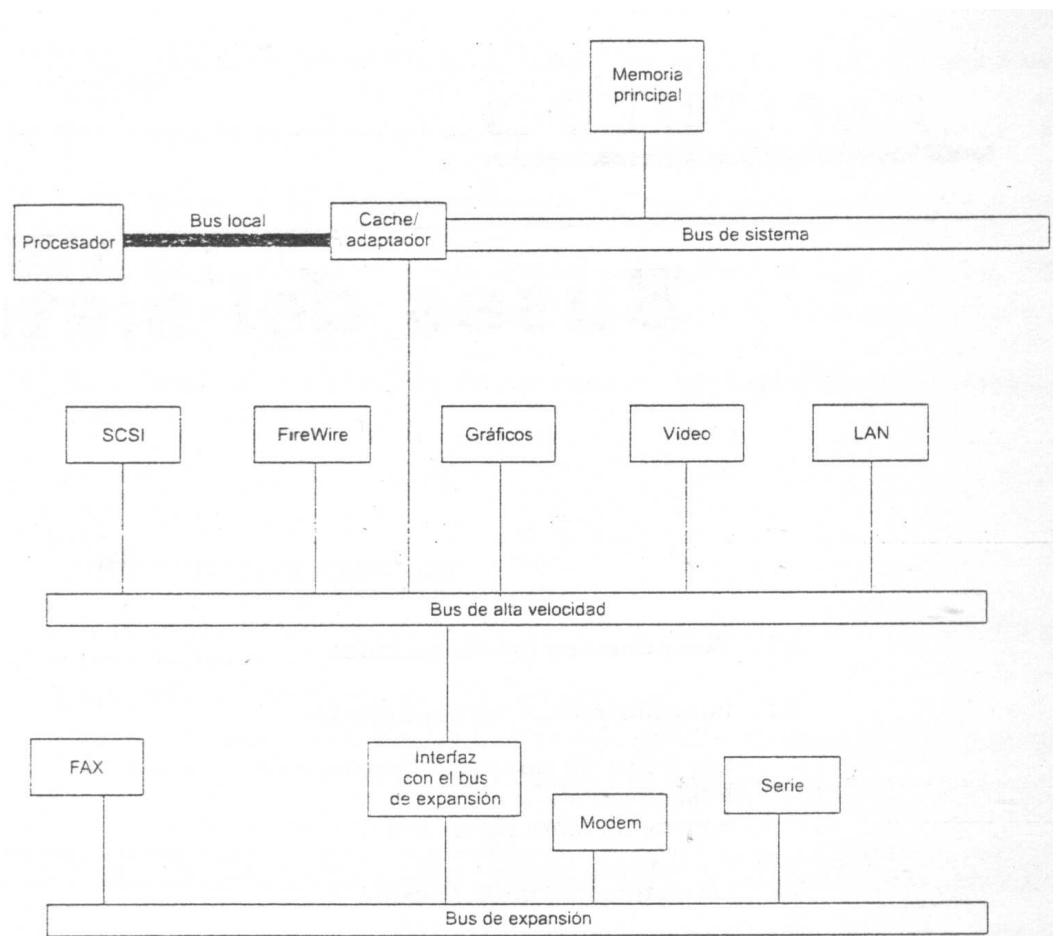 Memoria
principal
Bus local
Procesador
Cacne/
adaptador
Bus de sistema
SCSI
FireWire
Gráficos
Video
LAN
Bus de alta velocidad
FAX
Interfaz
con el bus
de expansión
Modem
Serie
Bus de expansión